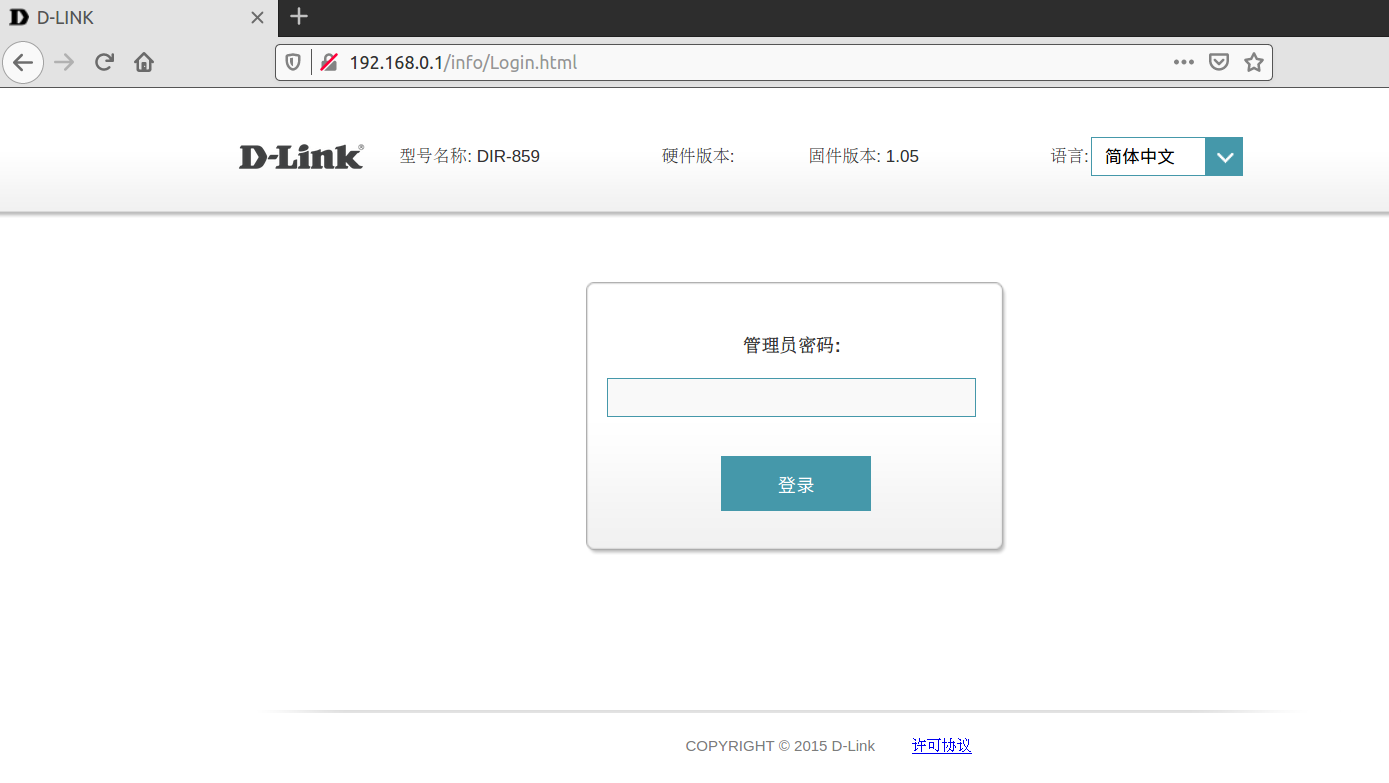 D-LINK
192.168.0.1/info/Login.html
D-Link® 型号名称: DIR-859 硬件版本: 固件版本: 1.05 语言: 简体中文
管理员密码:
登录
COPYRIGHT © 2015 D-Link 许可协议